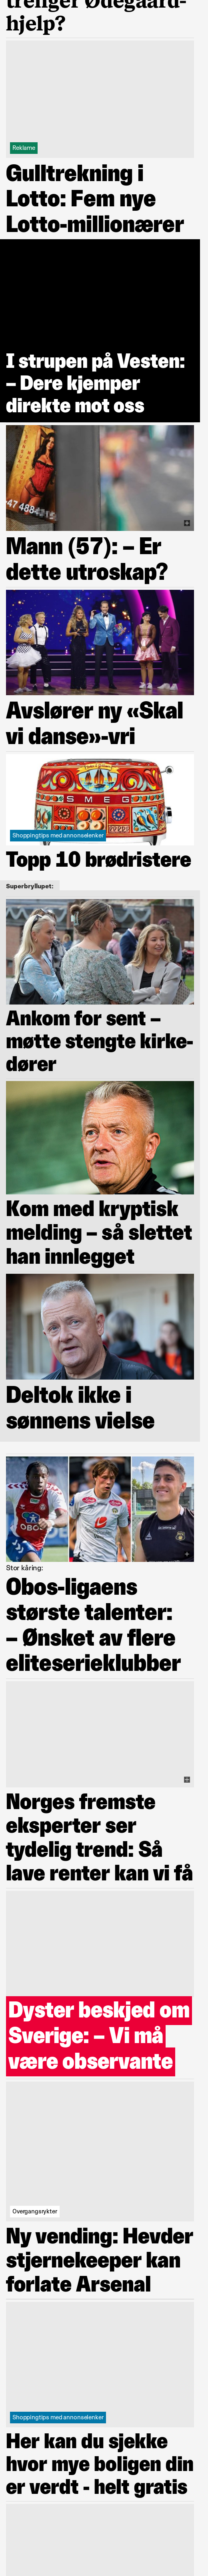 trenger Ødegaard-
hjelp?
Reklame
Gulltrekning i
Lotto: Fem nye
Lotto-millionærer
I strupen på Vesten:
– Dere kjemper
direkte mot oss
Mann (57): – Er
dette utroskap?
Avslører ny «Skal
vi danse»-vri
SMEG
Shoppingtips med annonselenker
Topp 10 brødristere
Superbryllupet:
Ankom for sent –
møtte stengte kirke-
dører
Kom med kryptisk
melding – så slettet
han innlegget
Deltok ikke i
sønnens vielse
OBOS
Stor kåring:
Obos-ligaens
største talenter:
– Ønsket av flere
eliteserieklubber
Norges fremste
eksperter ser
tydelig trend: Så
lave renter kan vi få
Dyster beskjed om
Sverige: – Vi må
være observante
Overgangsrykter
Ny vending: Hevder
stjernekeeper kan
forlate Arsenal
Shoppingtips med annonselenker
Her kan du sjekke
hvor mye boligen din
er verdt - helt gratis